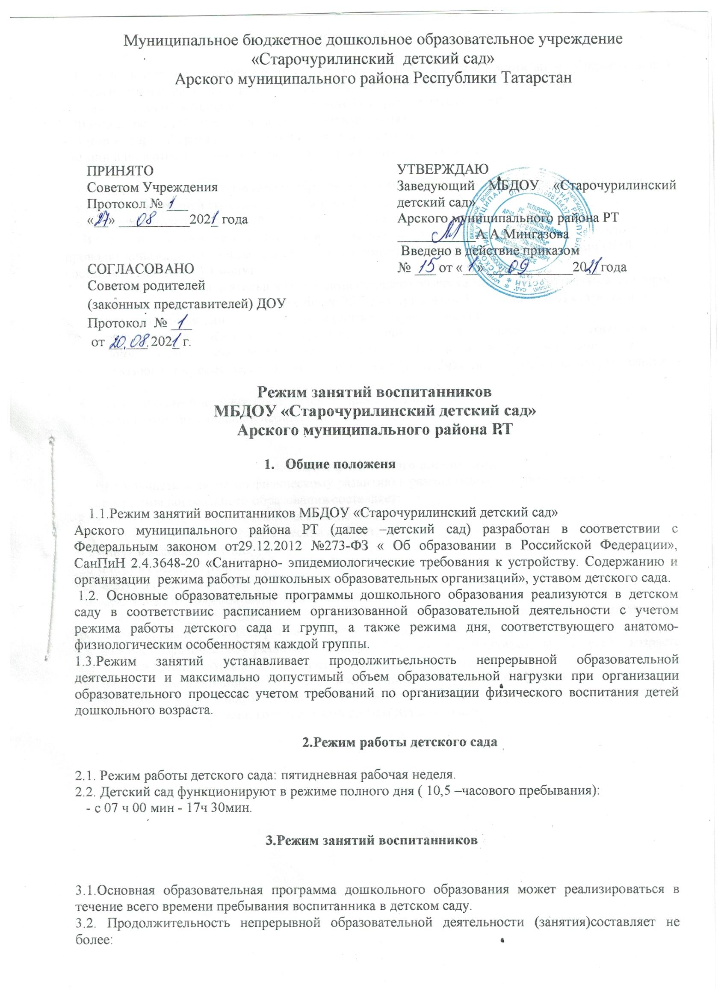 Муниципальное бюджетное дошкольное образовательное учреждение
«Старочурилинский детский сад»
Арского муниципального района Республики Татарстан
ПРИНЯТО
Советом Учреждения
Протокол № 1
«27» 08 2021 года
СОГЛАСОВАНО
Советом родителей
(законных представителей) ДОУ
Протокол № 1
от 20.08.2021 г.
УТВЕРЖДАЮ
Заведующий МБДОУ «Старочурилинский
детский сад»
Арского муниципального района РТ
А.А.Мингазова
Введено в действие приказом
№ 15 от «1» 09 2021 года
Режим занятий воспитанников
МБДОУ «Старочурилинский детский сад»
Арского муниципального района РТ
1. Общие положеня
1.1.Режим занятий воспитанников МБДОУ «Старочурилинский детский сад»
Арского муниципального района РТ (далее –детский сад) разработан в соответствии с
Федеральным законом от29.12.2012 №273-ФЗ « Об образовании в Российской Федерации»,
СанПиН 2.4.3648-20 «Санитарно- эпидемиологические требования к устройству. Содержанию и
организации режима работы дошкольных образовательных организаций», уставом детского сада.
1.2. Основные образовательные программы дошкольного образования реализуются в детском
саду в соответствиис расписанием организованной образовательной деятельности с учетом
режима работы детского сада и групп, а также режима дня, соответствующего анатомо-
физиологическим особенностям каждой группы.
1.3.Режим занятий устанавливает продолжитьельность непрерывной образовательной
деятельности и максимально допустимый объем образовательной нагрузки при организации
образовательного процессас учетом требований по организации физического воспитания детей
дошкольного возраста.
2.Режим работы детского сада
2.1. Режим работы детского сада: пятидневная рабочая неделя.
2.2. Детский сад функционируют в режиме полного дня ( 10,5 –часового пребывания):
- с 07 ч 00 мин - 17ч 30мин.
3.Режим занятий воспитанников
3.1.Основная образовательная программа дошкольного образования может реализироваться в
течение всего времени пребывания воспитанника в детском саду.
3.2. Продолжительность непрерывной образовательной деятельности (занятия)составляет не
более: